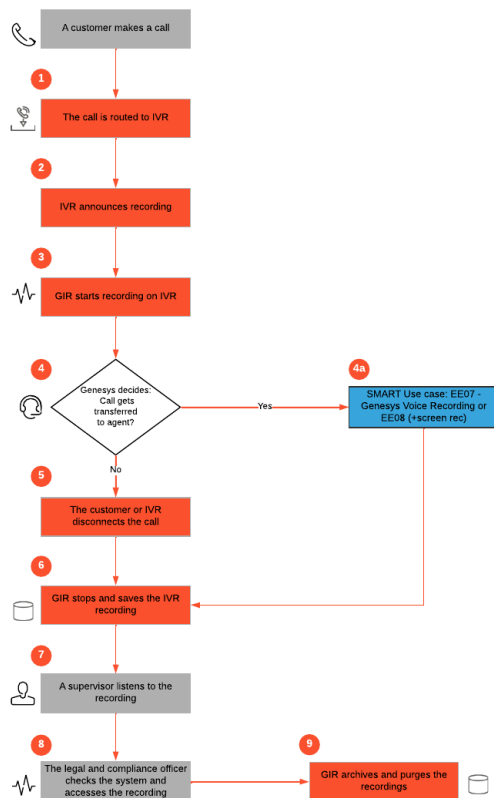 A customer makes a call
1
The call is routed to IVR
2
IVR announces recording
3
GIR starts recording on IVR
4
Genesys decides:
Call gets
transferred
to agent?
Yes
4a
SMART Use case: EE07 -
Genesys Voice Recording or
EE08 (+screen rec)
No
5
The customer or IVR
disconnects the call
6
GIR stops and saves the IVR
recording
7
A supervisor listens to the
recording
8
The legal and compliance officer
checks the system and
accesses the recording
9
GIR archives and purges the
recordings